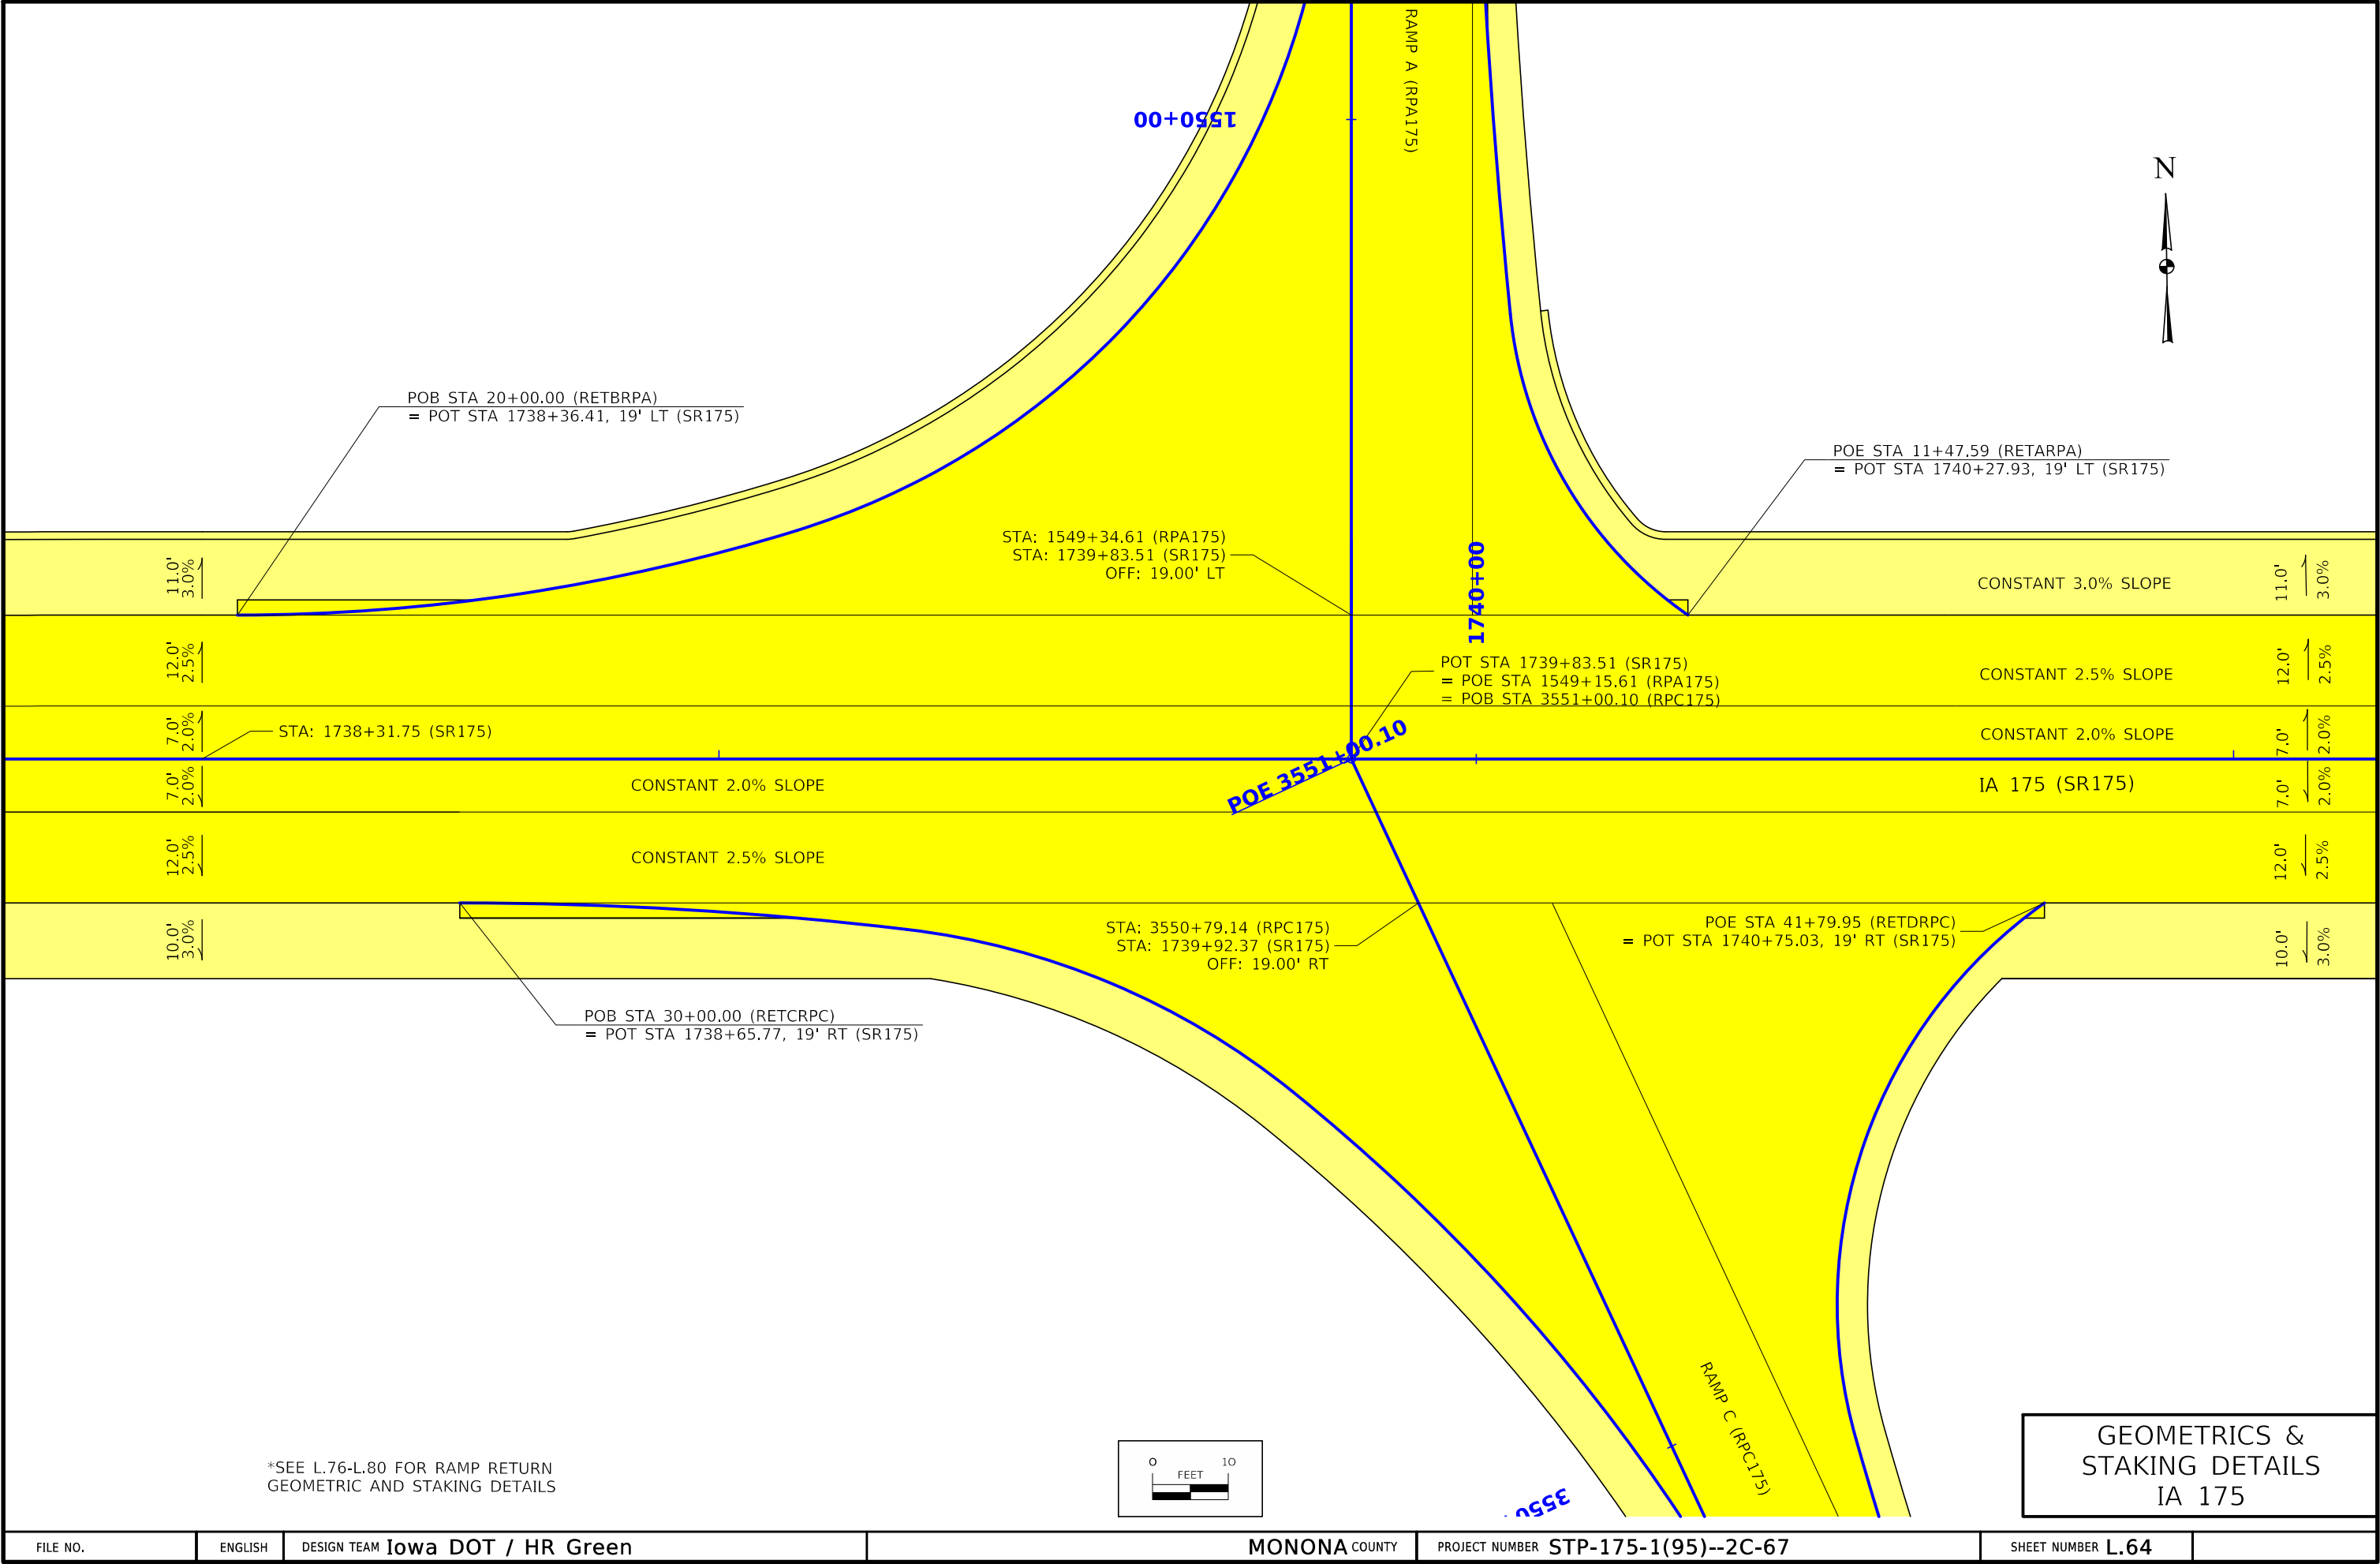 RAMP A (RPA175)
1550+00
N
POB STA 20+00.00 (RETBRPA)
= POT STA 1738+36.41, 19' LT (SR175)
POE STA 11+47.59 (RETARPA)
= POT STA 1740+27.93, 19' LT (SR175)
STA: 1549+34.61 (RPA175)
STA: 1739+83.51 (SR175)
OFF: 19.00' LT
1740+00
11.0'
3.0%
CONSTANT 3.0% SLOPE
11.0'
3.0%
12.0'
2.5%
POT STA 1739+83.51 (SR175)
= POE STA 1549+15.61 (RPA175)
= POB STA 3551+00.10 (RPC175)
CONSTANT 2.5% SLOPE
12.0'
2.5%
7.0'
2.0%
STA: 1738+31.75 (SR175)
CONSTANT 2.0% SLOPE
7.0'
2.0%
POE 3551+00.10
7.0'
2.0%
CONSTANT 2.0% SLOPE
IA 175 (SR175)
7.0'
2.0%
12.0'
2.5%
CONSTANT 2.5% SLOPE
12.0'
2.5%
10.0'
3.0%
STA: 3550+79.14 (RPC175)
STA: 1739+92.37 (SR175)
OFF: 19.00' RT
POE STA 41+79.95 (RETDRPC)
= POT STA 1740+75.03, 19' RT (SR175)
10.0'
3.0%
POB STA 30+00.00 (RETCRPC)
= POT STA 1738+65.77, 19' RT (SR175)
RAMP C (RPC175)
*SEE L.76-L.80 FOR RAMP RETURN
GEOMETRIC AND STAKING DETAILS
0 10
FEET
GEOMETRICS &
STAKING DETAILS
IA 175
FILE NO. ENGLISH DESIGN TEAM Iowa DOT / HR Green MONONA COUNTY PROJECT NUMBER STP-175-1(95)--2C-67 SHEET NUMBER L.64